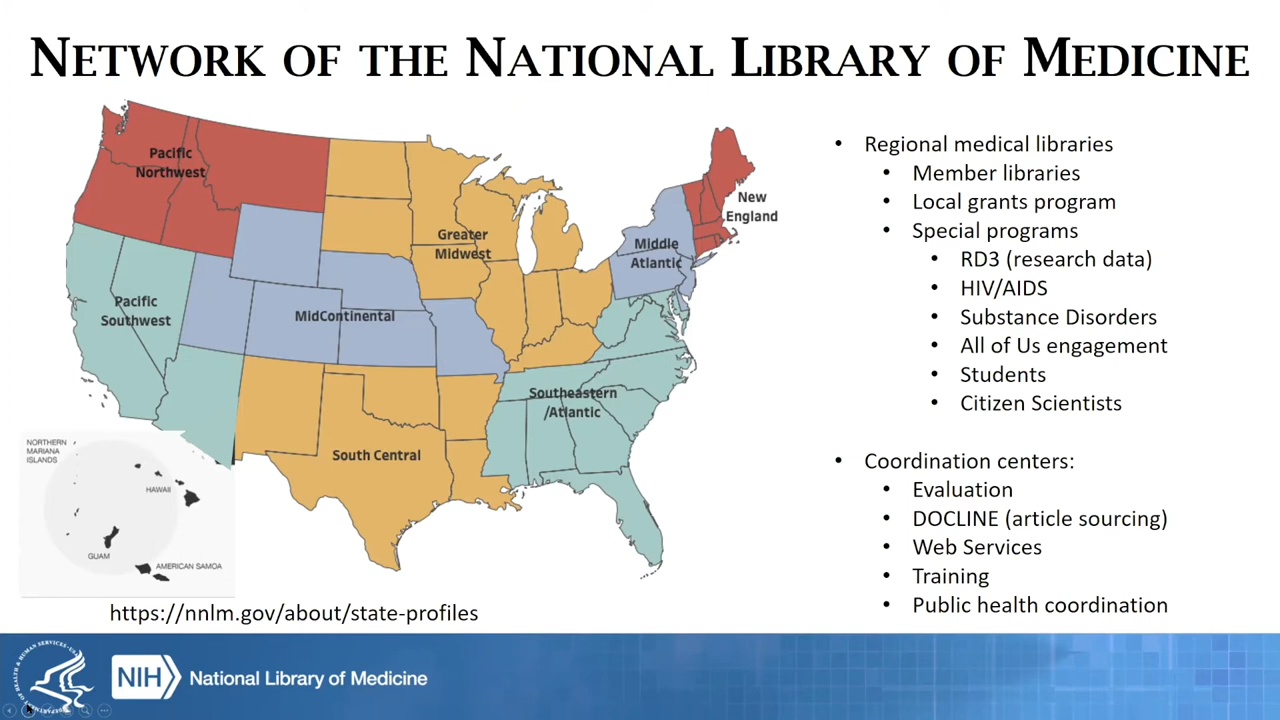 NETWORK OF THE NATIONAL LIBRARY OF MEDICINE
Pacific
Northwest
New
England
Greater
Midwest
Middle
Atlantic
Pacific
Southwest
MidContinental
Southeastern
/Atlantic
South Central
NORTHERN
MARIANA
ISLANDS
HAWAII
GUAM
AMERICAN SAMOA
https://nnlm.gov/about/state-profiles
• Regional medical libraries
• Member libraries
• Local grants program
• Special programs
• RD3 (research data)
• HIV/AIDS
• Substance Disorders
• All of Us engagement
• Students
• Citizen Scientists
• Coordination centers:
• Evaluation
• DOCLINE (article sourcing)
• Web Services
• Training
• Public health coordination
NIH National Library of Medicine